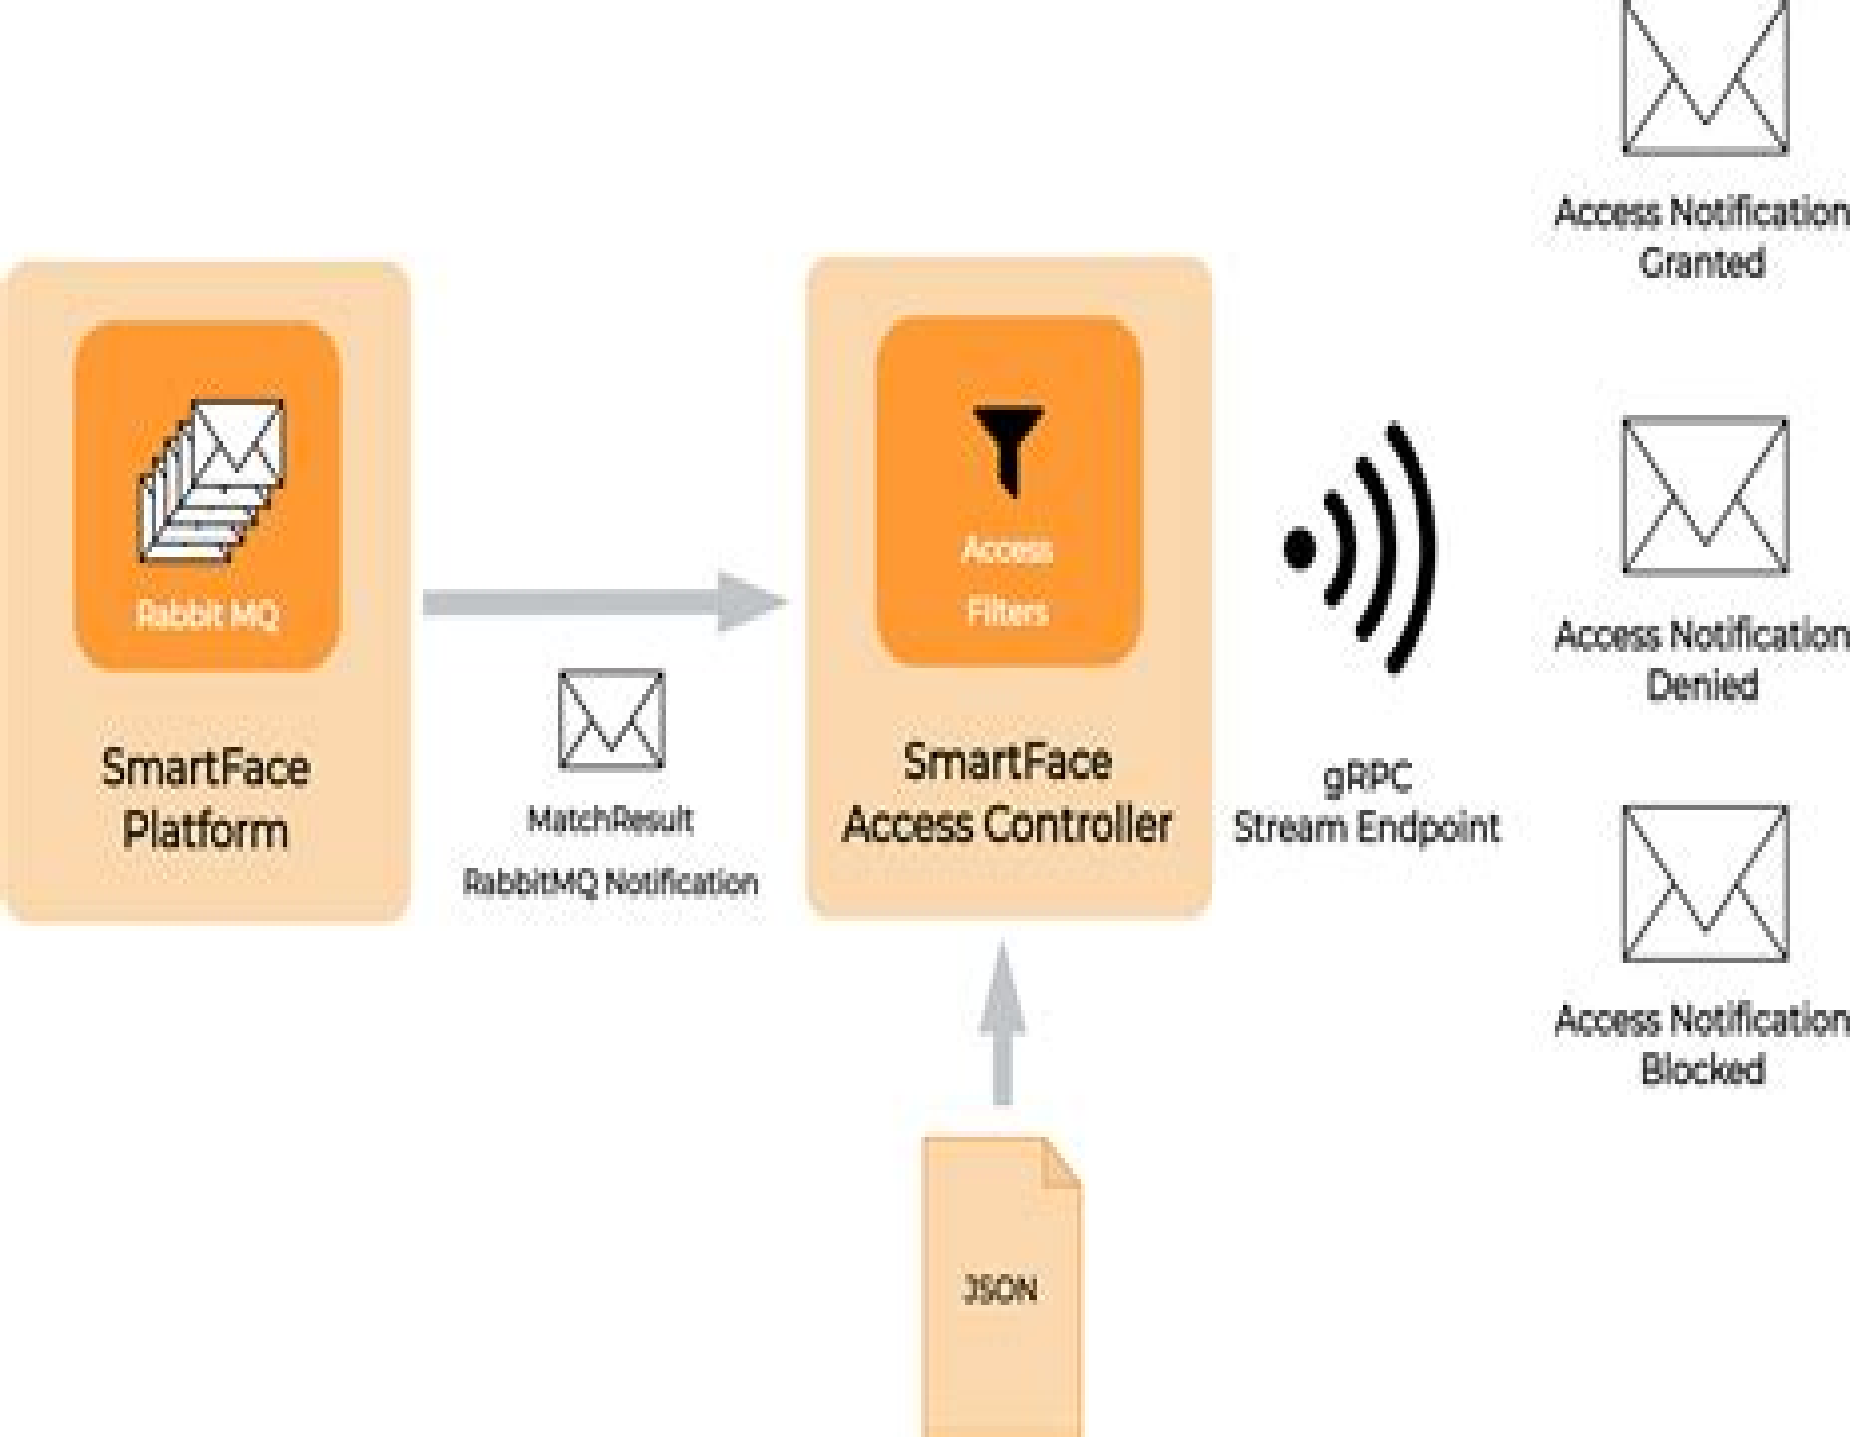 Access Notification
Granted
Rabbit MQ
SmartFace
Platform
MatchResult
RabbitMQ Notification
Access
Filters
SmartFace
Access Controller
gRPC
Stream Endpoint
Access Notification
Denied
Access Notification
Blocked
JSON